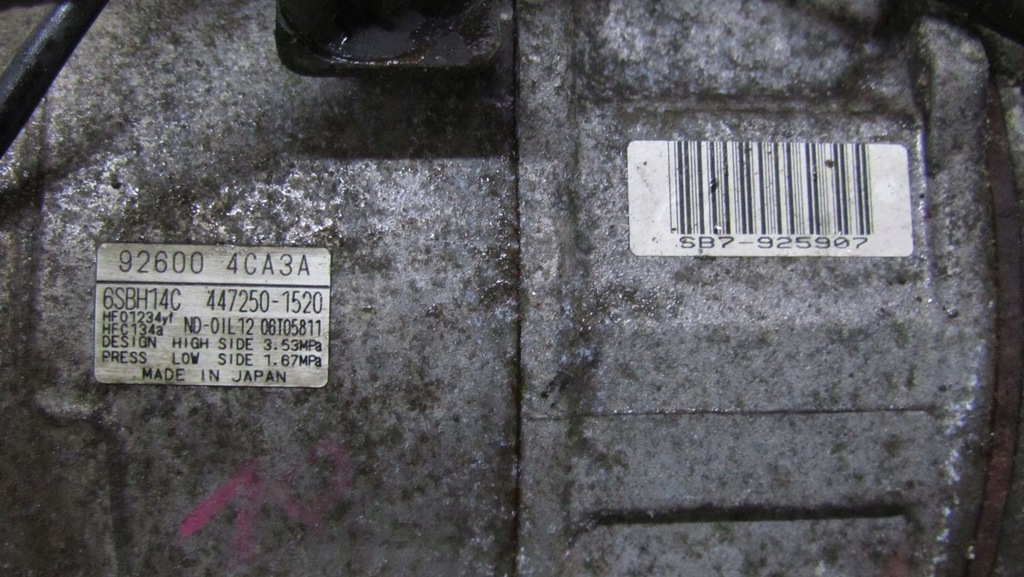 92600 4CA3A
6SBH14C 447250-1520
HFO1234yf
HFC134a ND-OIL12 06T05811
DESIGN HIGH SIDE 3.53MPa
PRESS LOW SIDE 1.67MPa
MADE IN JAPAN
SB7-925907